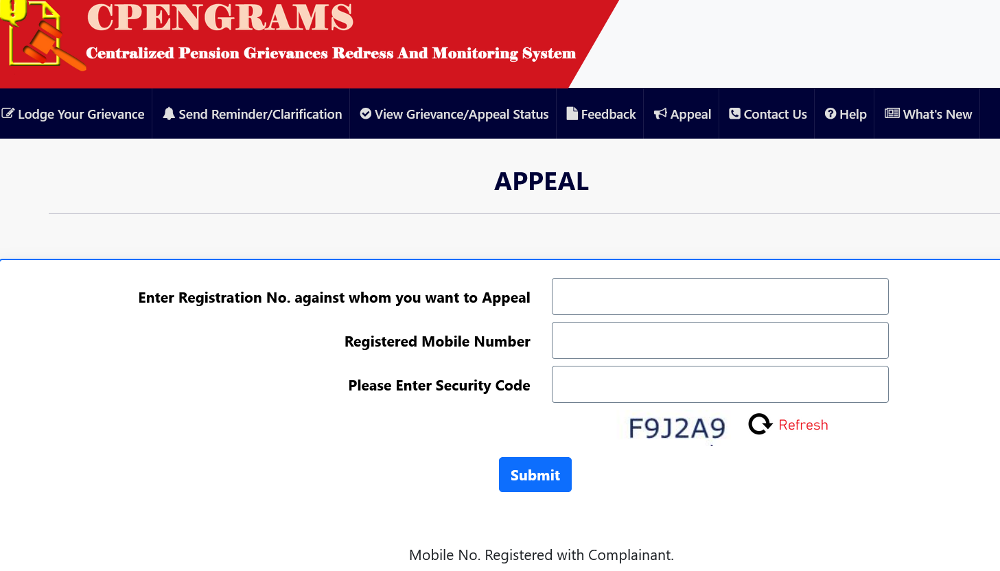 CPENGRAMS
Centralized Pension Grievances Redress And Monitoring System
Lodge Your Grievance Send Reminder/Clarification View Grievance/Appeal Status Feedback Appeal Contact Us Help What's New
APPEAL
Enter Registration No. against whom you want to Appeal
Registered Mobile Number
Please Enter Security Code
F9J2A9 Refresh
Submit
Mobile No. Registered with Complainant.